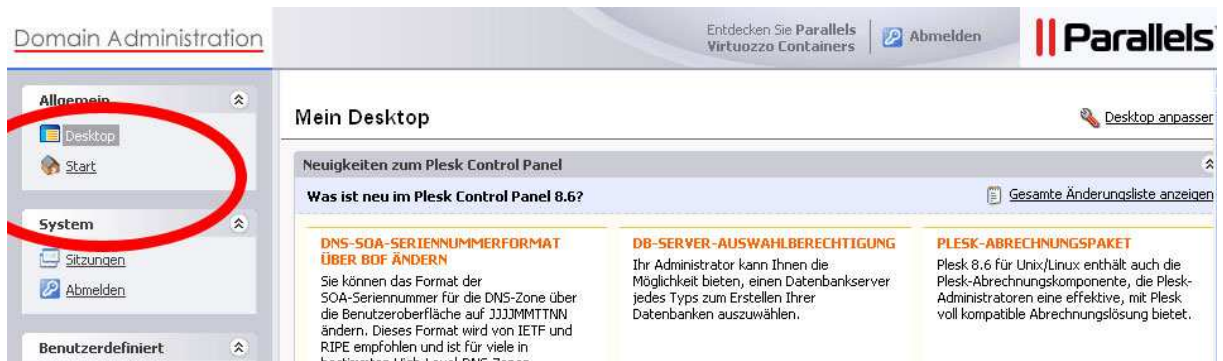 Domain Administration
Entdecken Sie Parallels
Virtuozzo Containers
Abmelden
Parallels
Allgemein
Desktop
Start
System
Sitzungen
Abmelden
Benutzerdefiniert
Mein Desktop
Desktop anpassen
Neuigkeiten zum Plesk Control Panel
Was ist neu im Plesk Control Panel 8.6?
Gesamte Änderungsliste anzeigen
DNS-SOA-SERIENNUMMERFORMAT
ÜBER BOF ÄNDERN
Sie können das Format der
SOA-Seriennummer für die DNS-Zone über
die Benutzeroberfläche auf JJJJMMTTNN
ändern. Dieses Format wird von IETF und
RIPE empfohlen und ist für viele in
DB-SERVER-AUSWAHLBERECHTIGUNG
Ihr Administrator kann Ihnen die
Möglichkeit bieten, einen Datenbankserver
jedes Typs zum Erstellen Ihrer
Datenbanken auszuwählen.
PLESK-ABRECHNUNGSPAKET
Plesk 8.6 für Unix/Linux enthält auch die
Plesk-Abrechnungskomponente, die Plesk-
Administratoren eine effektive, mit Plesk
voll kompatible Abrechnungslösung bietet.